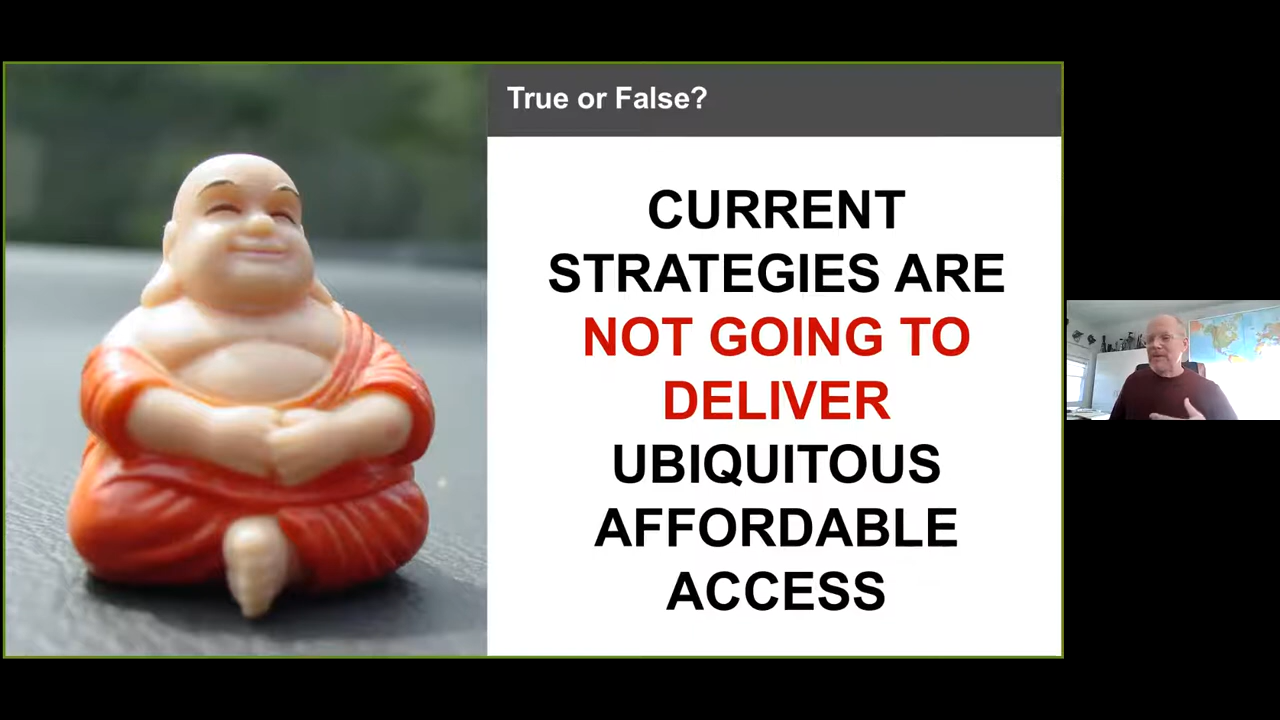 True or False?
CURRENT
STRATEGIES ARE
NOT GOING TO
DELIVER
UBIQUITOUS
AFFORDABLE
ACCESS